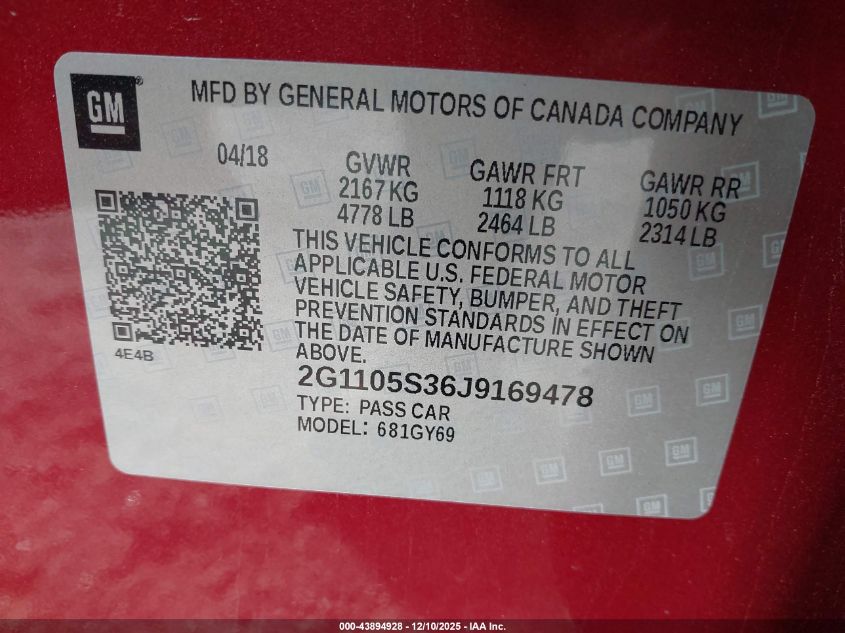 GM®
MFD BY GENERAL MOTORS OF CANADA COMPANY
04/18
GVWR
2167 KG
4778 LB
GAWR FRT
1118 KG
2464 LB
GAWR RR
1050 KG
2314 LB
THIS VEHICLE CONFORMS TO ALL
APPLICABLE U.S. FEDERAL MOTOR
VEHICLE SAFETY, BUMPER, AND THEFT
PREVENTION STANDARDS IN EFFECT ON
THE DATE OF MANUFACTURE SHOWN
ABOVE.
4E4B
2G1105S36J9169478
TYPE: PASS CAR
MODEL: 681GY69
000-43894928 - 12/10/2025 - IAA Inc.